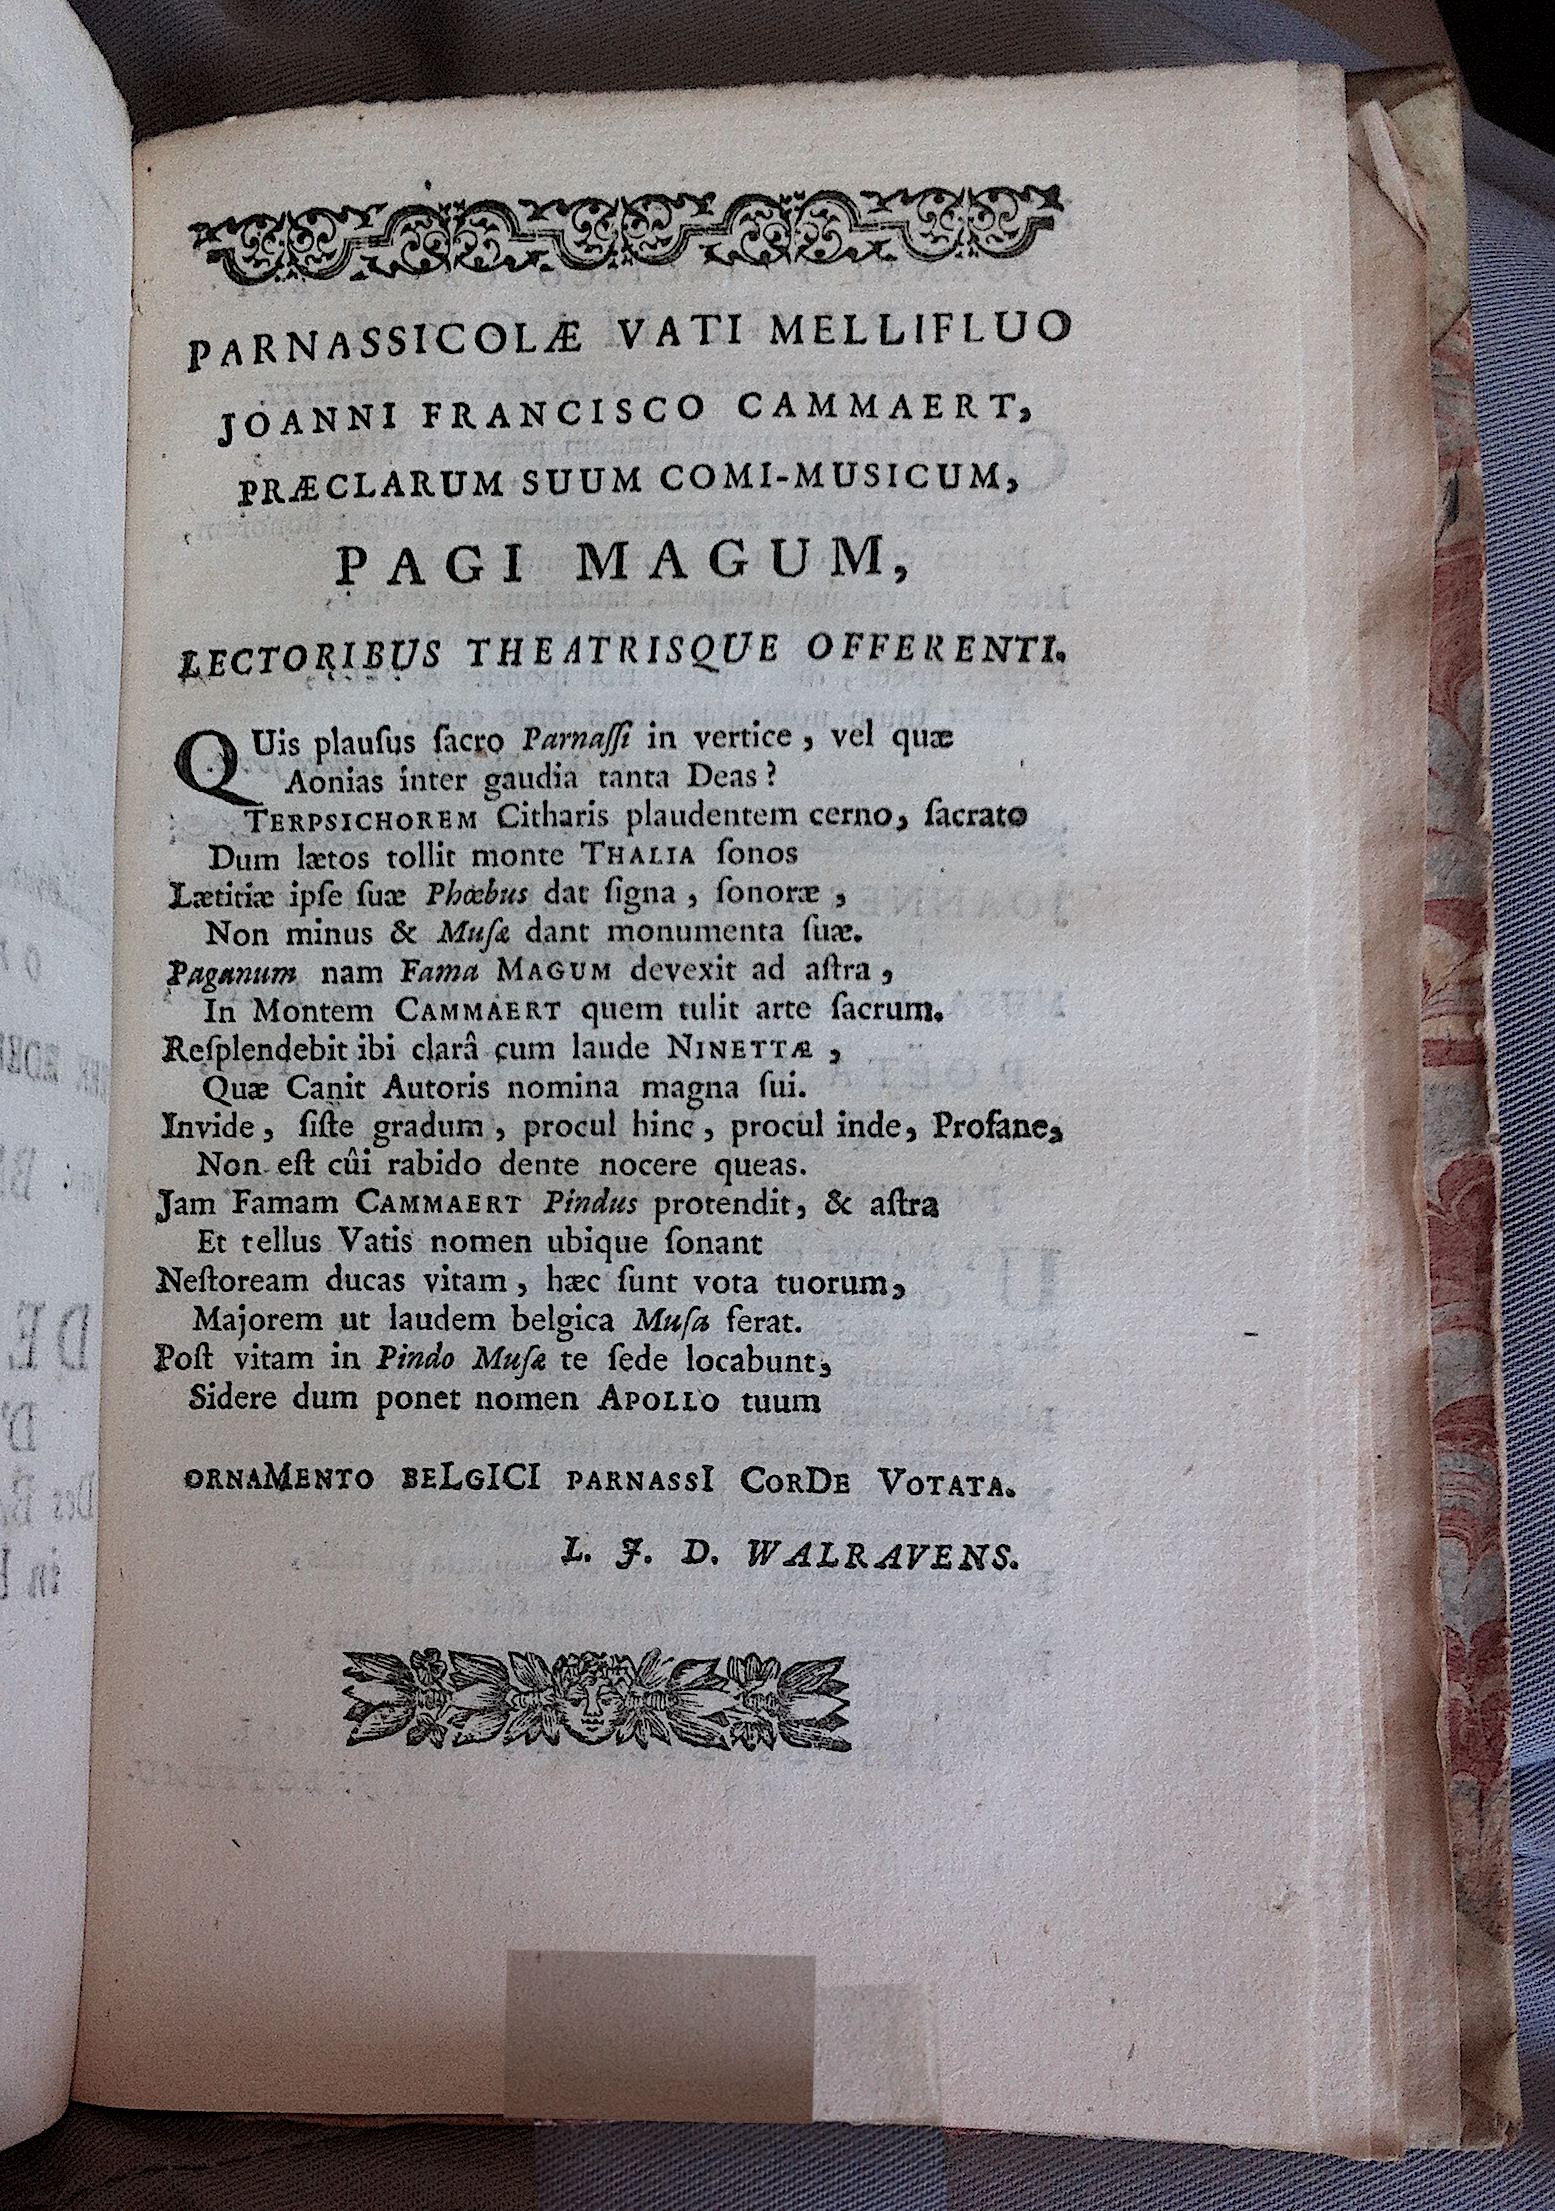 PARNASSICOLÆ VATI MELLIFLUO
JOANNI FRANCISCO CAMMAERT,
PRÆCLARUM SUUM COMI-MUSICUM,
PAGI MAGUM,
LECTORIBUS THEATRISQUE OFFERENTI.
QUis plauſus ſacro Parnaſſi in vertice, vel quæ
Aonias inter gaudia tanta Deas?
TERPSICHOREM Citharis plaudentem cerno, ſacrato
Dum lætos tollit monte THALIA ſonos
Lætitiæ ipſe ſuæ Phœbus dat ſigna, ſonoræ,
Non minus & Muſæ dant monumenta ſuæ.
Paganum nam Fama MAGUM devexit ad aſtra,
In Montem CAMMAERT quem tulit arte ſacrum.
Reſplendebit ibi clarâ cum laude NINETTÆ,
Quæ Canit Autoris nomina magna ſui.
Invide, ſiſte gradum, procul hinc, procul inde, Profane,
Non eſt cûi rabido dente nocere queas.
Jam Famam CAMMAERT Pindus protendit, & aſtra
Et tellus Vatis nomen ubique ſonant
Neſtoream ducas vitam, hæc ſunt vota tuorum,
Majorem ut laudem belgica Muſa ferat.
Poſt vitam in Pindo Muſæ te ſede locabunt,
Sidere dum ponet nomen APOLLO tuum
ORNAMENTO BELGICI PARNASSI CORDE VOTATA.
L. J. D. WALRAVENS.